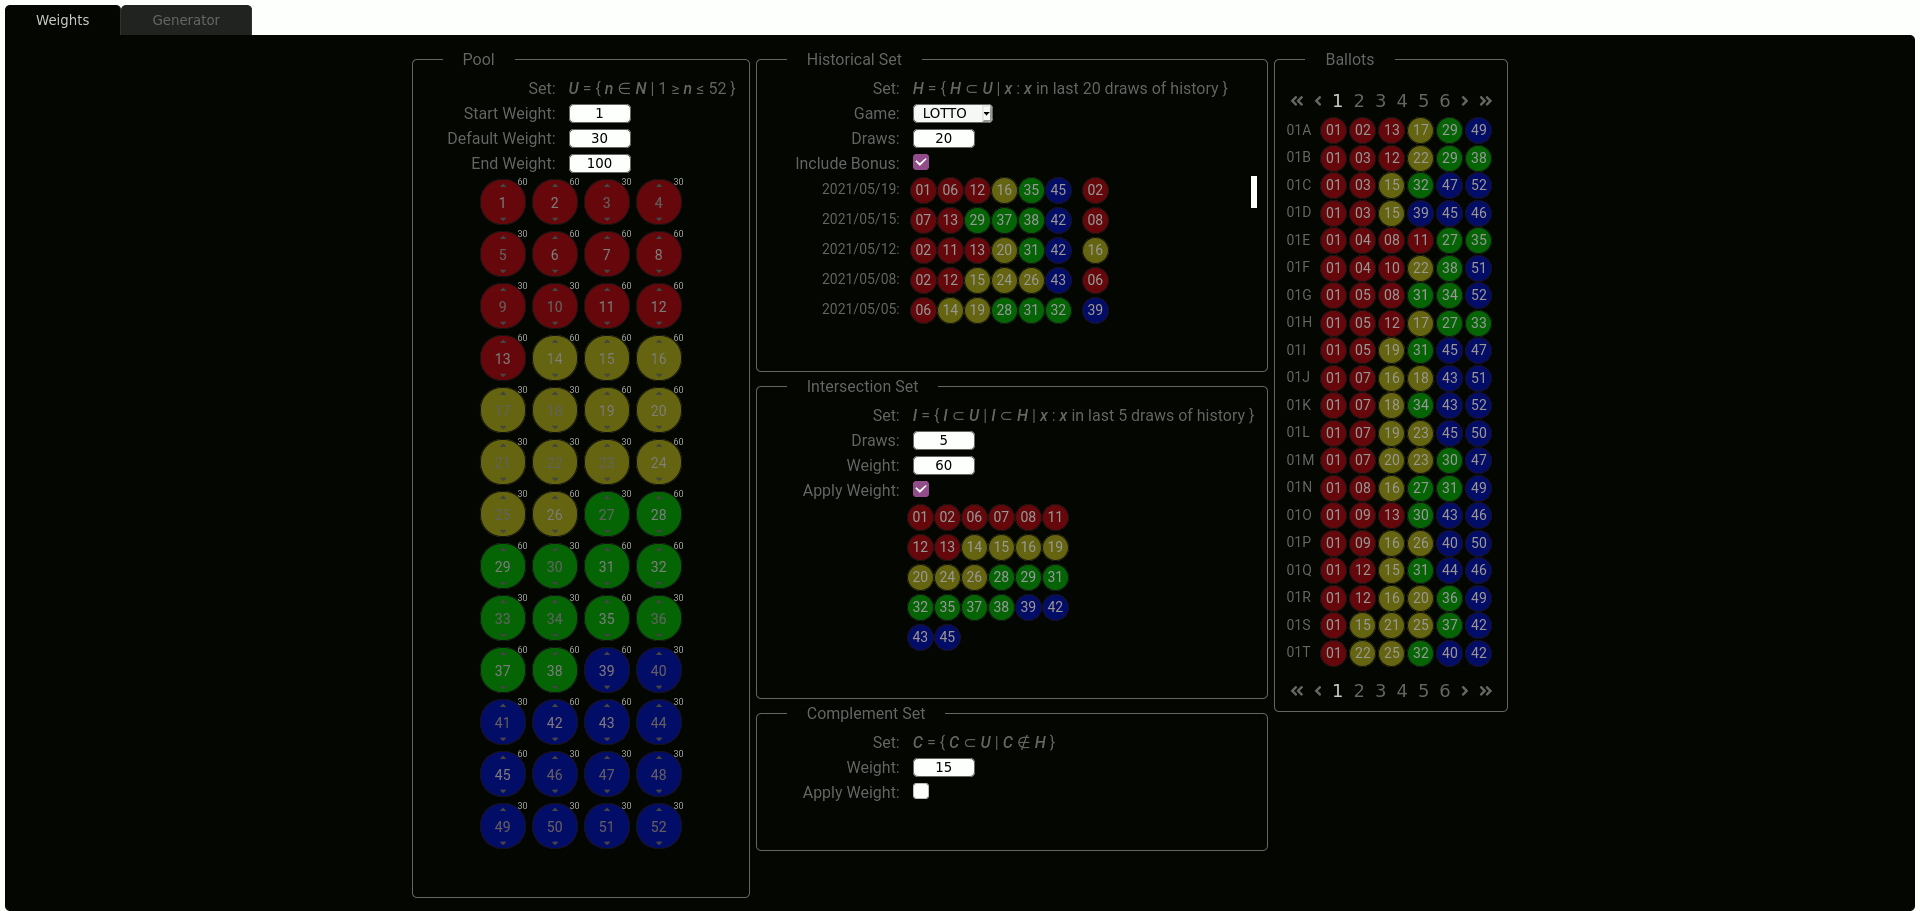 Weights Generator
Pool
Set: U = { n ∈ N | 1 ≥ n ≤ 52 }
Start Weight: 1
Default Weight: 30
End Weight: 100
60 60 30 30
1 2 3 4
30 60 60 60
5 6 7 8
30 30 60 60
9 10 11 12
60 60 60 60
13 14 15 16
30 30 60 60
17 18 19 20
30 30 30 60
21 22 23 24
30 60 30 60
25 26 27 28
60 30 60 60
29 30 31 32
30 30 60 30
33 34 35 36
60 60 60 30
37 38 39 40
30 60 60 30
41 42 43 44
60 30 30 30
45 46 47 48
30 30 30 30
49 50 51 52
Historical Set
Set: H = { H ⊂ U | x : x in last 20 draws of history }
Game: LOTTO
Draws: 20
Include Bonus:
2021/05/19: 01 06 12 16 35 45 02
2021/05/15: 07 13 29 37 38 42 08
2021/05/12: 02 11 13 20 31 42 16
2021/05/08: 02 12 15 24 26 43 06
2021/05/05: 06 14 19 28 31 32 39
Intersection Set
Set: I = { I ⊂ U | I ⊂ H | x : x in last 5 draws of history }
Draws: 5
Weight: 60
Apply Weight:
01 02 06 07 08 11
12 13 14 15 16 19
20 24 26 28 29 31
32 35 37 38 39 42
43 45
Complement Set
Set: C = { C ⊂ U | C ∉ H }
Weight: 15
Apply Weight:
Ballots
« ‹ 1 2 3 4 5 6 › »
01A 01 02 13 17 29 49
01B 01 03 12 22 29 38
01C 01 03 15 32 47 52
01D 01 03 15 39 45 46
01E 01 04 08 11 27 35
01F 01 04 10 22 38 51
01G 01 05 08 31 34 52
01H 01 05 12 17 27 33
01I 01 05 19 31 45 47
01J 01 07 16 18 43 51
01K 01 07 18 34 43 52
01L 01 07 19 23 45 50
01M 01 07 20 23 30 47
01N 01 08 16 27 31 49
01O 01 09 13 30 43 46
01P 01 09 16 26 40 50
01Q 01 12 15 31 44 46
01R 01 12 16 20 36 49
01S 01 15 21 25 37 42
01T 01 22 25 32 40 42
« ‹ 1 2 3 4 5 6 › »